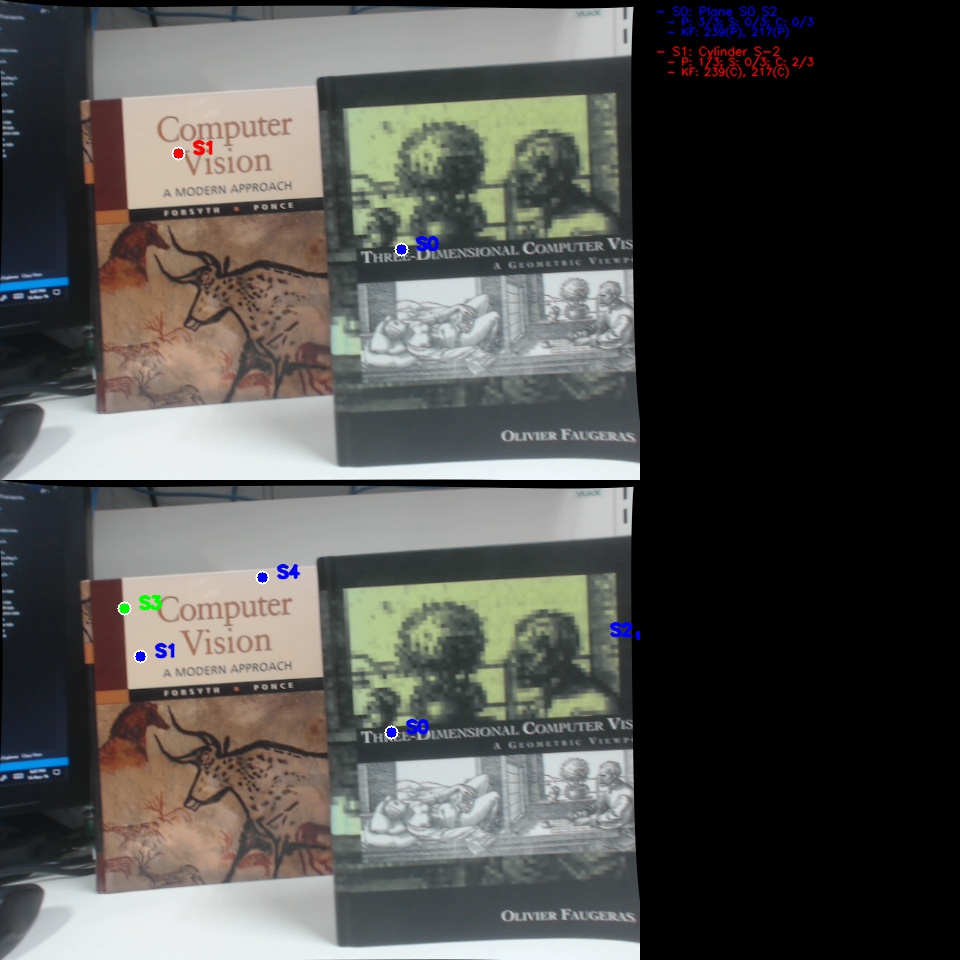 - S0: Plane S0 S2
- P: 3/3; S: 0/3; C: 0/3
- KF: 239(P), 217(P)
- S1: Cylinder S-2
- P: 1/3; S: 0/3; C: 2/3
- KF: 239(C), 217(C)
Computer
S1
Vision
A MODERN APPROACH
FORSYTH PONCE
S0
THREE-DIMENSIONAL COMPUTER VIS
A GEOMETRIC VIEWP
OLIVIER FAUGERAS
S4
S3
Computer
S2
Vision
S1
A MODERN APPROACH
FORSYTH PONCE
S0
THREE-DIMENSIONAL COMPUTER VIS
A GEOMETRIC VIEWP
OLIVIER FAUGERAS